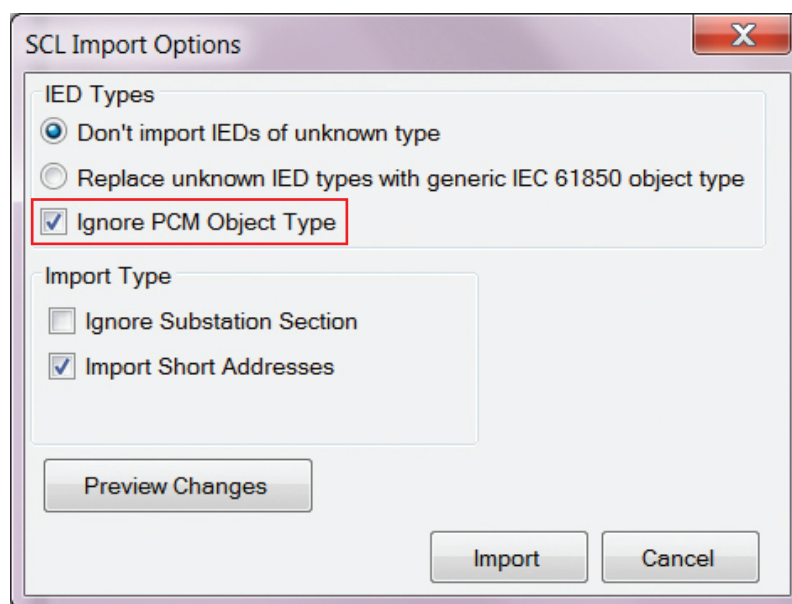 SCL Import Options
IED Types
Don't import IEDs of unknown type
Replace unknown IED types with generic IEC 61850 object type
Ignore PCM Object Type
Import Type
Ignore Substation Section
Import Short Addresses
Preview Changes
Import Cancel